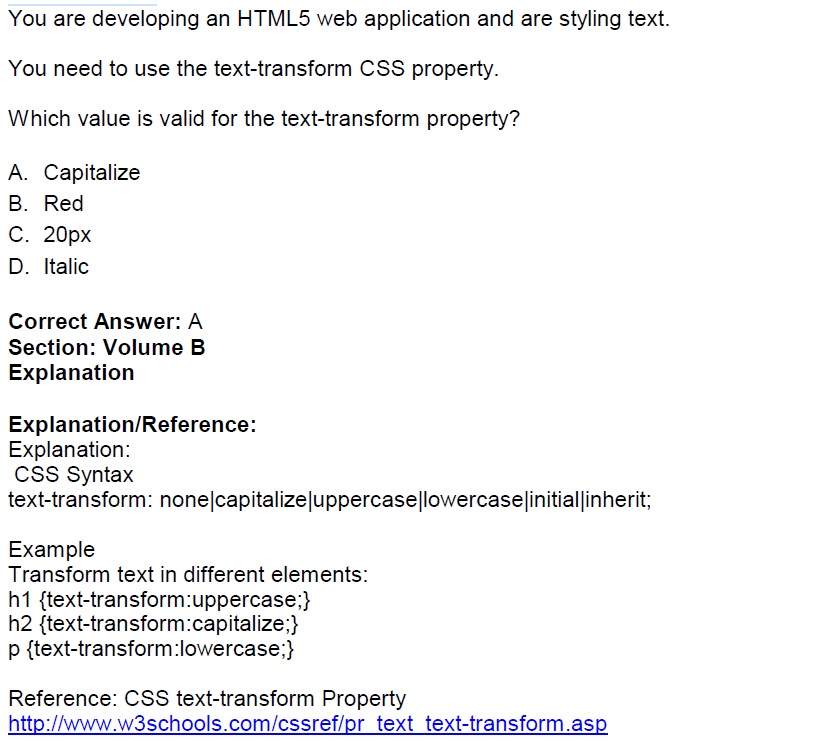 You are developing an HTML5 web application and are styling text.
You need to use the text-transform CSS property.
Which value is valid for the text-transform property?
A. Capitalize
B. Red
C. 20px
D. Italic
Correct Answer: A
Section: Volume B
Explanation
Explanation/Reference:
Explanation:
CSS Syntax
text-transform: none|capitalize|uppercase|lowercase|initial|inherit;
Example
Transform text in different elements:
h1 {text-transform:uppercase;}
h2 {text-transform:capitalize;}
p {text-transform:lowercase;}
Reference: CSS text-transform Property
http://www.w3schools.com/cssref/pr_text_text-transform.asp